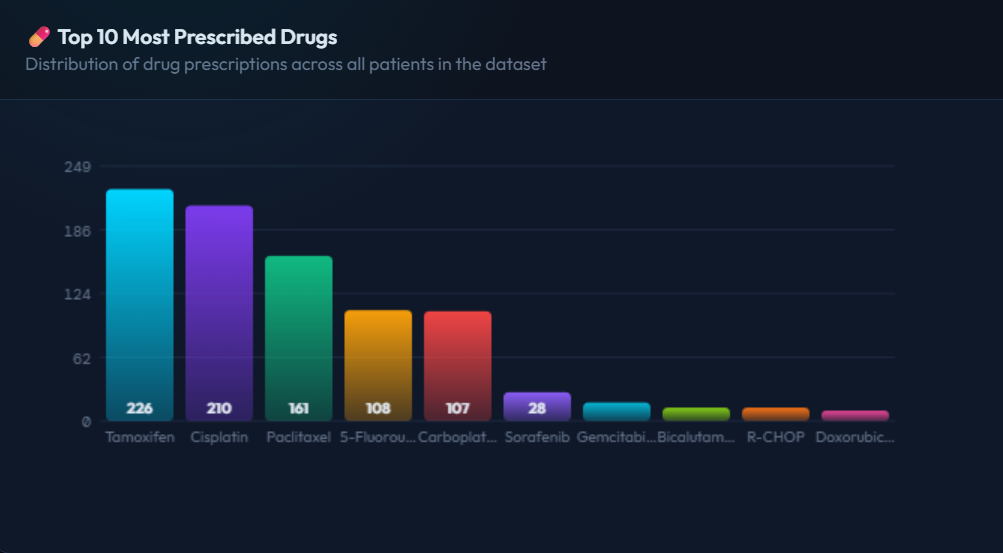 Top 10 Most Prescribed Drugs
Distribution of drug prescriptions across all patients in the dataset
249
186
124
62
0
226 210 161 108 107 28
Tamoxifen Cisplatin Paclitaxel 5-Fluorou... Carboplat... Sorafenib Gemcitabi... Bicalutam... R-CHOP Doxorubic...